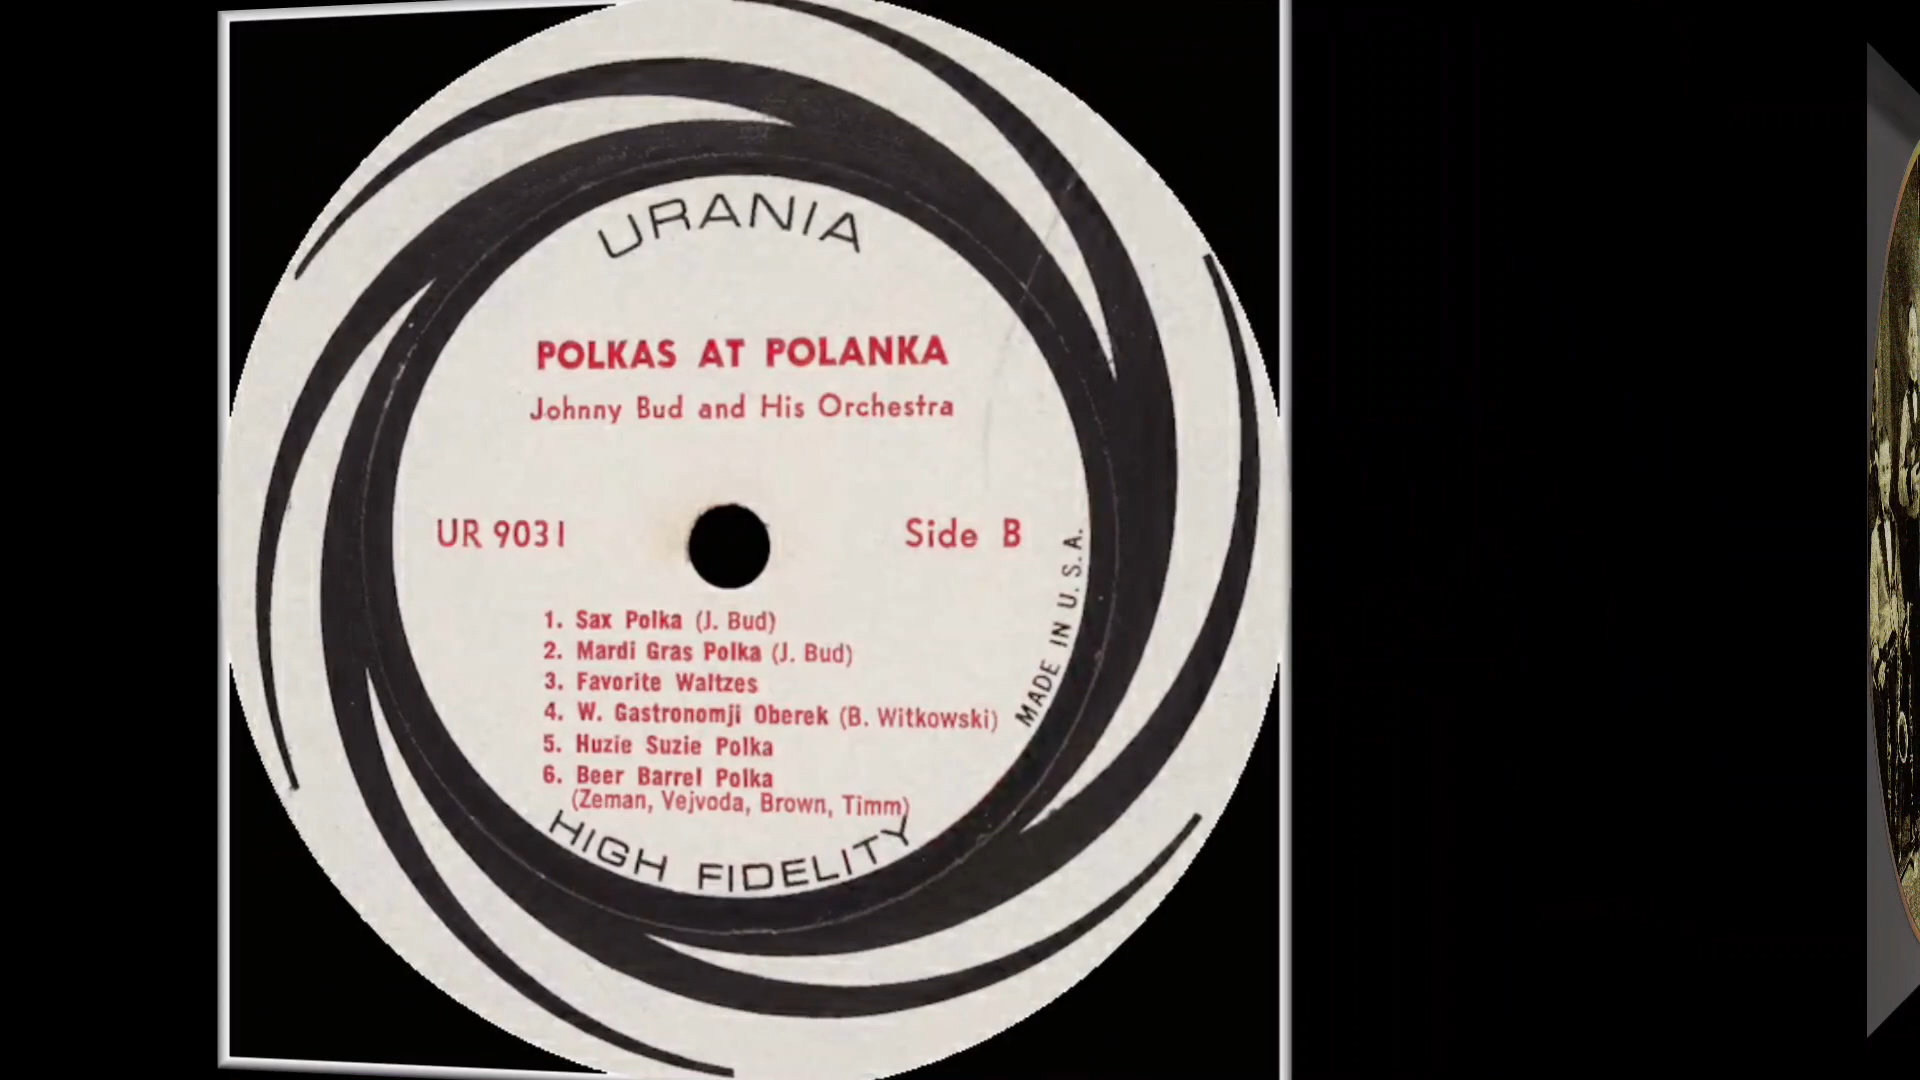 URANIA
POLKAS AT POLANKA
Johnny Bud and His Orchestra
UR 9031
Side B
MADE IN U.S.A.
1. Sax Polka (J. Bud)
2. Mardi Gras Polka (J. Bud)
3. Favorite Waltzes
4. W. Gastronomji Oberek (B. Witkowski)
5. Huzie Suzie Polka
6. Beer Barrel Polka
(Zeman, Vejvoda, Brown, Timm)
HIGH FIDELITY